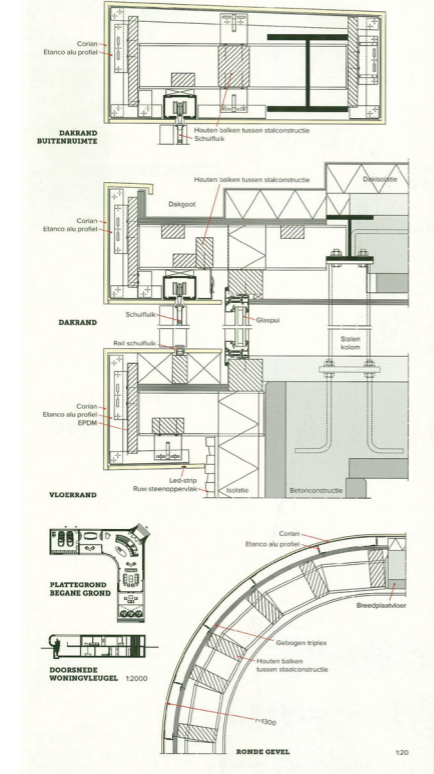 Corian
Etanco alu profiel
DAKRAND
BUITENRUIMTE
Houten balken tussen stalconstructie
Schuifluik
Houten balken tussen stalconstructie
Dakisolatie
Dakgoot
Corian
Etanco alu profiel
Schuifluik
DAKRAND
Glaspui
Rail schuifluik
Stalen
kolom
Corian
Etanco alu profiel
EPDM
Led-strip
Ruw steenoppervlak
VLOERRAND
Isolatie
Betonconstructie
Corian
Etanco alu profiel
PLATTEGROND
BEGANE GROND
Breedplaatvloer
Gebogen triplex
Houten balken
tussen staalconstructie
DOORSNEDE
WONINGVLEUGEL 1:2000
r=1300
RONDE GEVEL
1:20